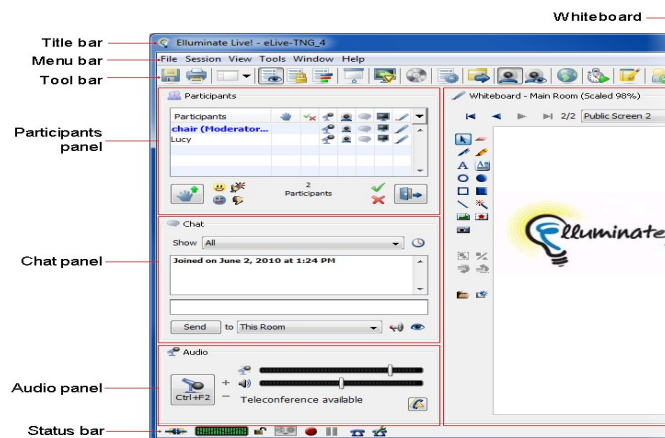 Whiteboard
Title bar
Elluminate Live! - eLive-TNG_4
Menu bar
File Session View Tools Window Help
Tool bar
Participants
Whiteboard - Main Room (Scaled 98%)
2/2 Public Screen 2
Participants
chair (Moderator...
Lucy
Participants
panel
2
Participants
A A
Elluminate
Chat
Show All
Chat panel
Joined on June 2, 2010 at 1:24 PM
Send to This Room
Audio
Audio panel
Ctrl+F2
+
-
Teleconference available
Status bar